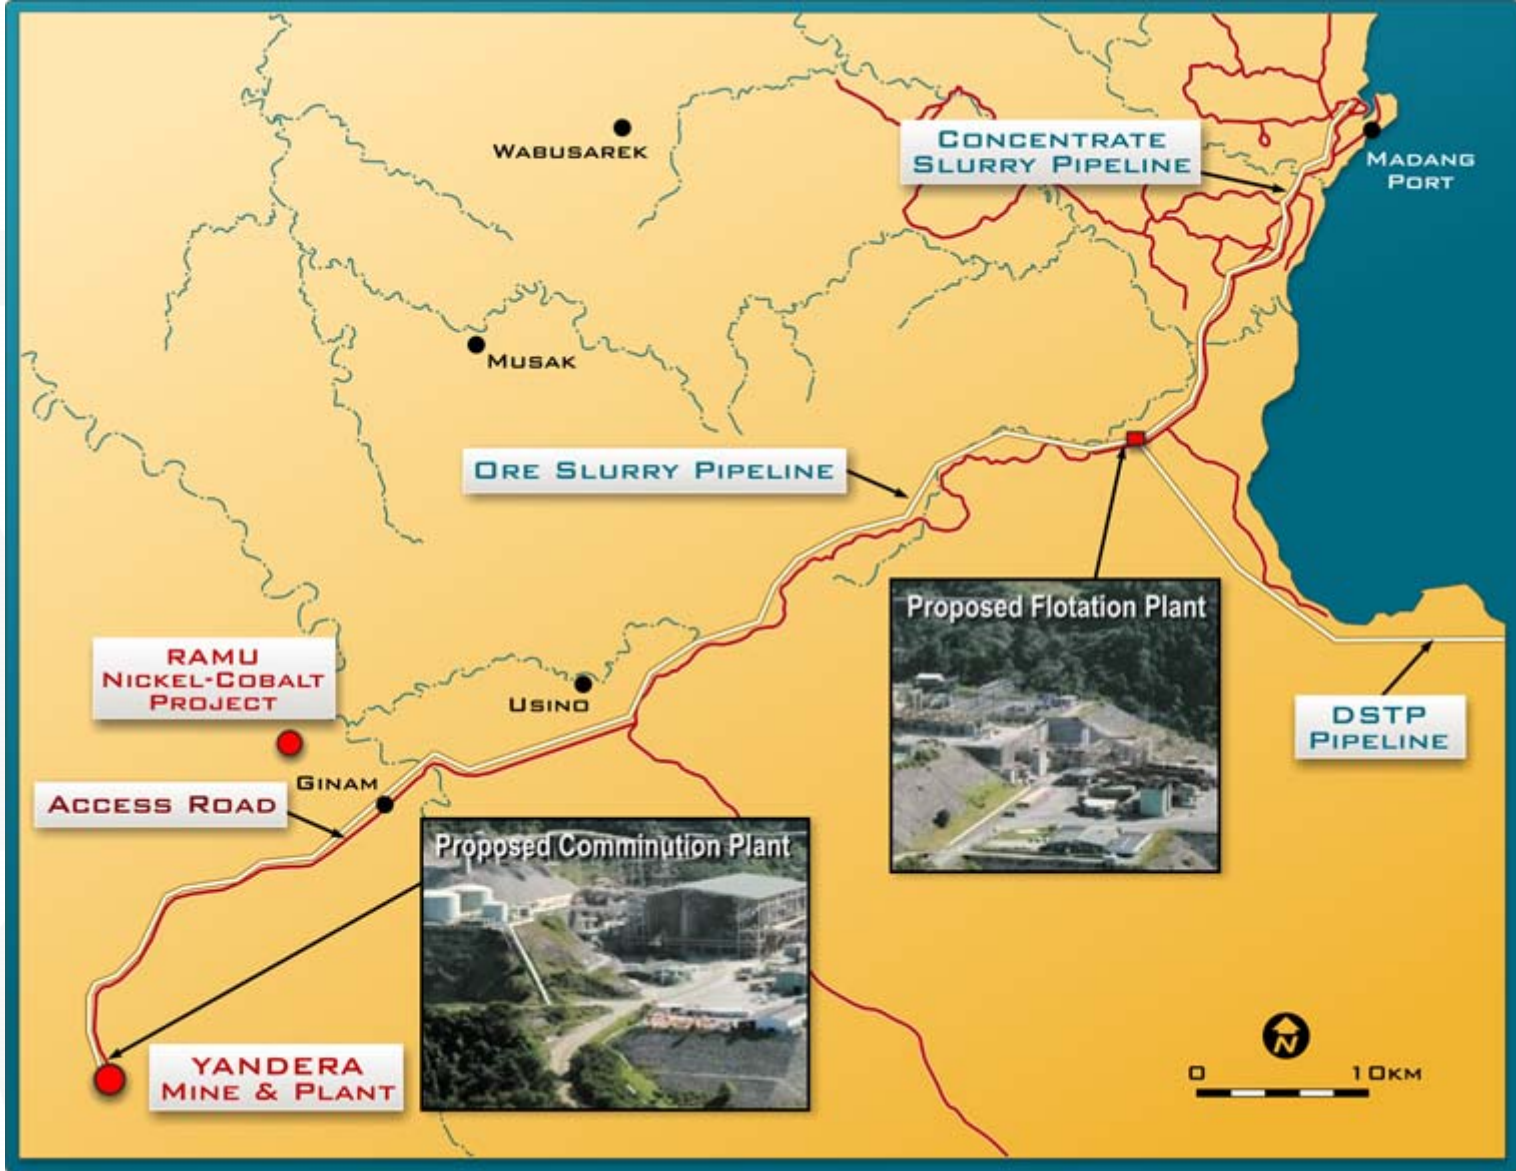 WABUSAREK
CONCENTRATE
SLURRY PIPELINE
MADANG
PORT
MUSAK
ORE SLURRY PIPELINE
Proposed Flotation Plant
RAMU
NICKEL-COBALT
PROJECT
USINO
DSTP
PIPELINE
GINAM
ACCESS ROAD
Proposed Comminution Plant
YANDERA
MINE & PLANT
N
0 10KM